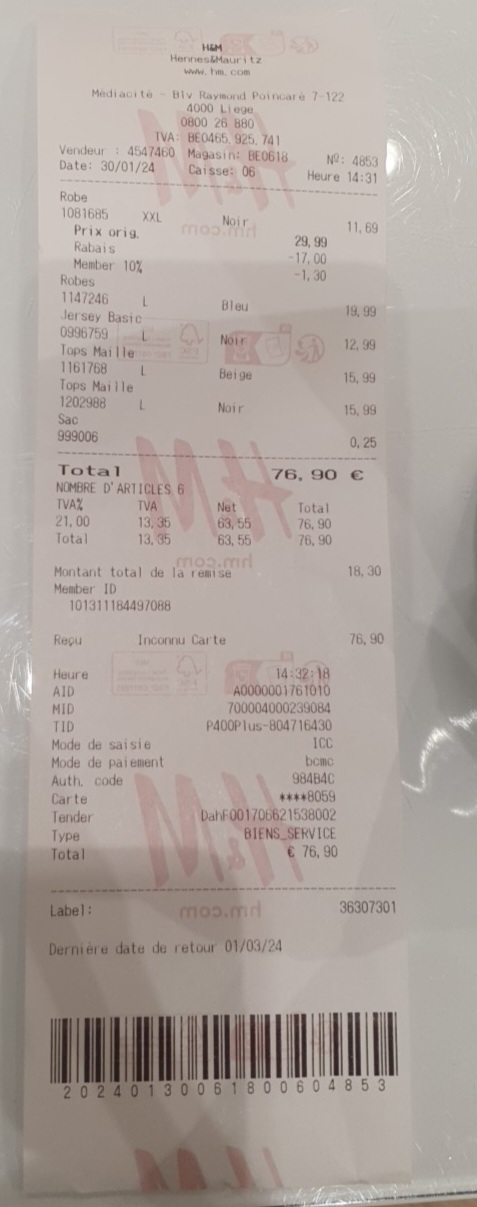 H&M
Hennes&Mauritz
www.hm.com
Médiacité - Blv Raymond Poincaré 7-122
4000 Liege
0800 26 880
TVA: BE0465.925.741
Vendeur : 4547460 Magasin: BE0618 Nº: 4853
Date: 30/01/24 Caisse: 06 Heure 14:31
Robe
1081685 XXL Noir 11,69
Prix orig. 29,99
Rabais -17,00
Member 10% -1,30
Robes
1147246 L Bleu 19,99
Jersey Basic
0996759 L Noir 12,99
Tops Maille
1161768 L Beige 15,99
Tops Maille
1202988 L Noir 15,99
Sac
999006 0,25
Total 76,90 €
NOMBRE D'ARTICLES 6
TVA% TVA Net Total
21,00 13,35 63,55 76,90
Total 13,35 63,55 76,90
Montant total de la remise 18,30
Member ID
101311184497088
Reçu Inconnu Carte 76,90
Heure 14:32:18
AID A0000001761010
MID 700004000239084
TID P400Plus-804716430
Mode de saisie 1CC
Mode de paiement bcmc
Auth. code 984B4C
Carte ****8059
Tender DahF001706621538002
Type BIENS_SERVICE
Total € 76,90
Label: 36307301
Dernière date de retour 01/03/24
20240130061800604853